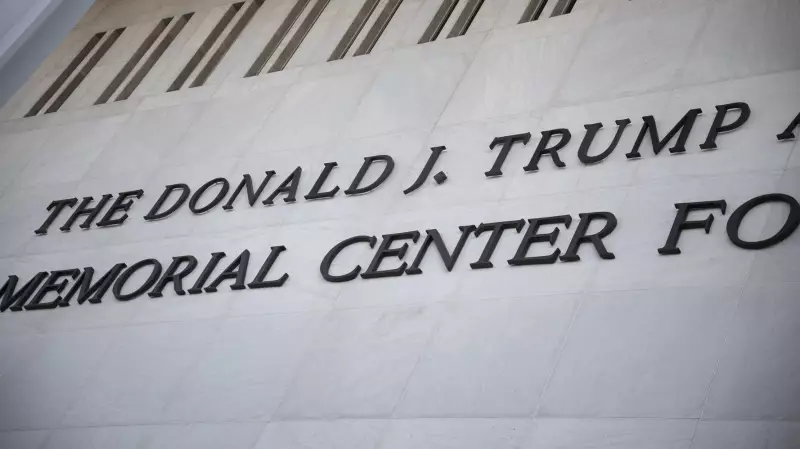 THE DONALD J. TRUMP A
MEMORIAL CENTER FO